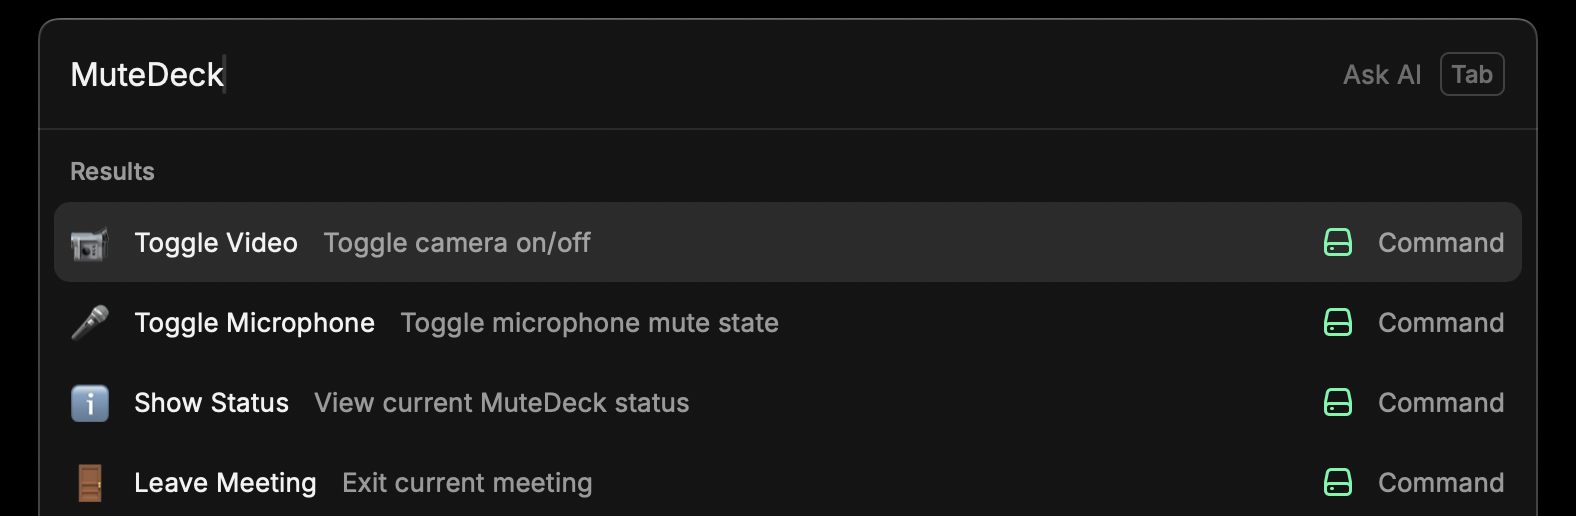 MuteDeck Ask AI Tab
Results
Toggle Video Toggle camera on/off Command
Toggle Microphone Toggle microphone mute state Command
Show Status View current MuteDeck status Command
Leave Meeting Exit current meeting Command